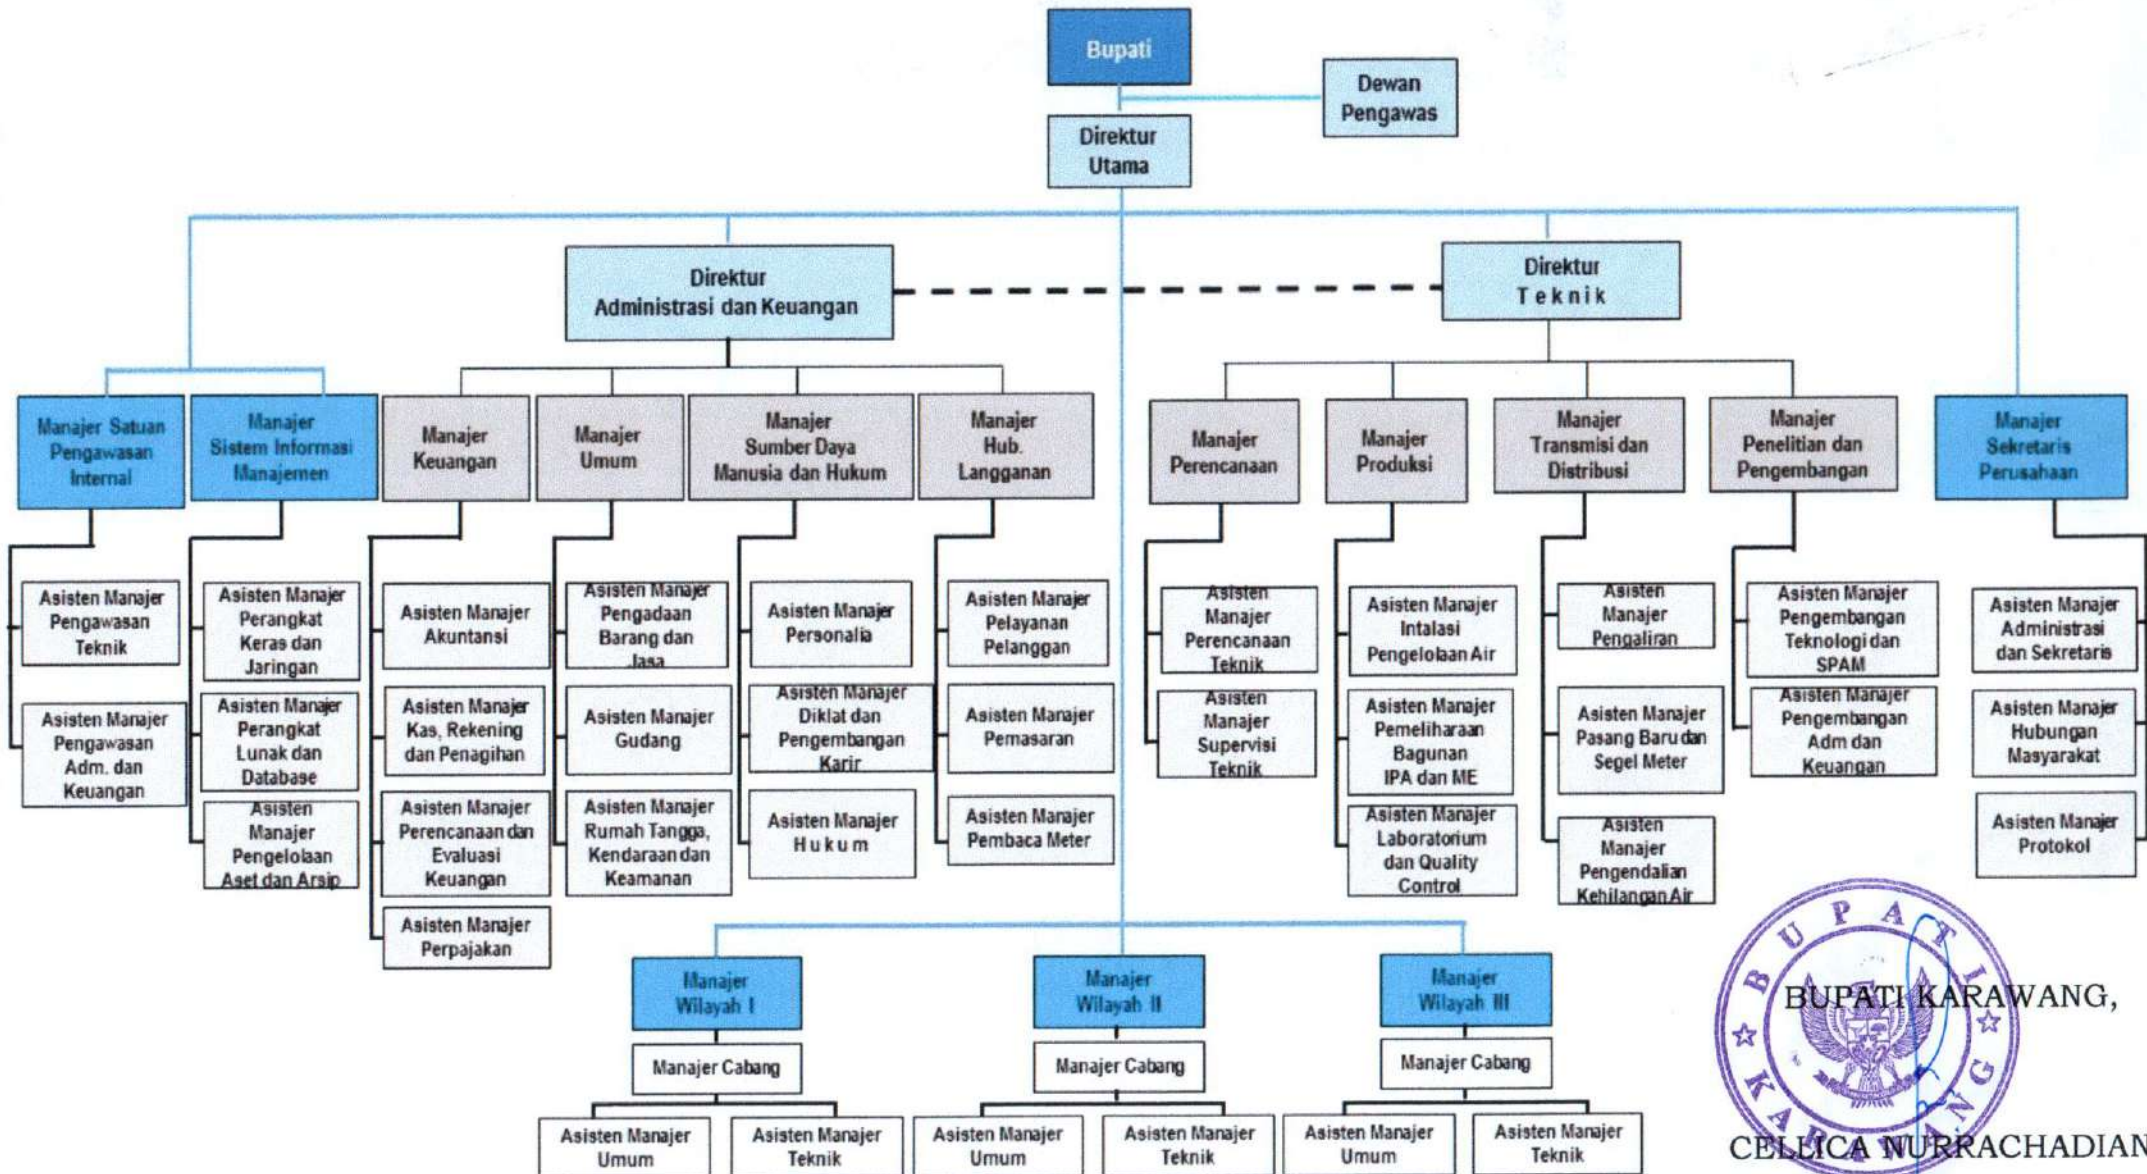 Bupati
Dewan
Pengawas
Direktur
Utama
Direktur
Administrasi dan Keuangan
Direktur
Teknik
Manajer Satuan
Pengawasan
Internal
Manajer
Sistem Informasi
Manajemen
Manajer
Keuangan
Manajer
Umum
Manajer
Sumber Daya
Manusia dan Hukum
Manajer
Hub.
Langganan
Manajer
Perencanaan
Manajer
Produksi
Manajer
Transmisi dan
Distribusi
Manajer
Penelitian dan
Pengembangan
Manajer
Sekretaris
Perusahaan
Asisten Manajer
Pengawasan
Teknik
Asisten Manajer
Pengawasan
Adm. dan
Keuangan
Asisten Manajer
Perangkat
Keras dan
Jaringan
Asisten Manajer
Perangkat
Lunak dan
Database
Asisten
Manajer
Pengelolaan
Aset dan Arsip
Asisten Manajer
Akuntansi
Asisten Manajer
Kas, Rekening
dan Penagihan
Asisten Manajer
Perencanaan dan
Evaluasi
Keuangan
Asisten Manajer
Perpajakan
Asisten Manajer
Pengadaan
Barang dan
Jasa
Asisten Manajer
Gudang
Asisten Manajer
Rumah Tangga,
Kendaraan dan
Keamanan
Asisten Manajer
Personalia
Asisten Manajer
Diklat dan
Pengembangan
Karir
Asisten Manajer
Hukum
Asisten Manajer
Pelayanan
Pelanggan
Asisten Manajer
Pemasaran
Asisten Manajer
Pembaca Meter
Asisten
Manajer
Perencanaan
Teknik
Asisten
Manajer
Supervisi
Teknik
Asisten Manajer
Intalasi
Pengelolaan Air
Asisten Manajer
Pemeliharaan
Bagunan
IPA dan ME
Asisten Manajer
Laboratorium
dan Quality
Control
Asisten
Manajer
Pengaliran
Asisten Manajer
Pasang Baru dan
Segel Meter
Asisten
Manajer
Pengendalian
Kehilangan Air
Asisten Manajer
Pengembangan
Teknologi dan
SPAM
Asisten Manajer
Pengembangan
Adm dan
Keuangan
Asisten Manajer
Administrasi
dan Sekretaris
Asisten Manajer
Hubungan
Masyarakat
Asisten Manajer
Protokol
Manajer
Wilayah I
Manajer Cabang
Asisten Manajer
Umum
Asisten Manajer
Teknik
Manajer
Wilayah II
Manajer Cabang
Asisten Manajer
Umum
Asisten Manajer
Teknik
Manajer
Wilayah III
Manajer Cabang
Asisten Manajer
Umum
Asisten Manajer
Teknik
BUPATI
KARAWANG
BUPATI KARAWANG,
CELLICA NURRACHADIAN